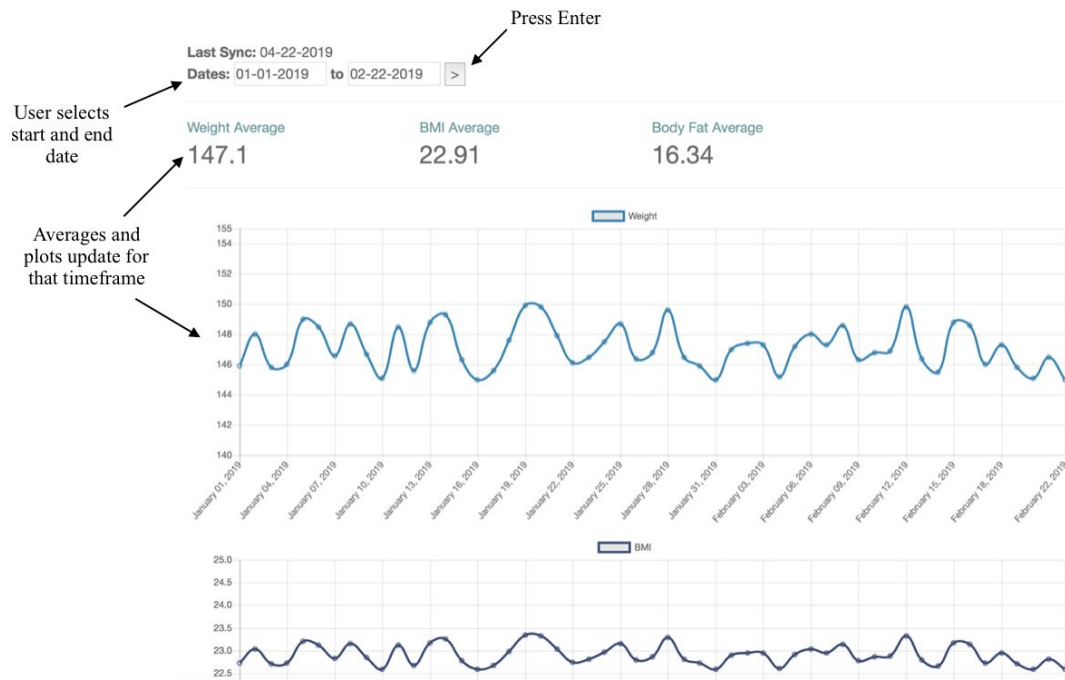 Press Enter
Last Sync: 04-22-2019
Dates: 01-01-2019 to 02-22-2019 >
User selects
start and end
date
Weight Average
BMI Average
Body Fat Average
147.1
22.91
16.34
Averages and
plots update for
that timeframe
Weight
155
154
152
150
148
146
144
142
140
January 01, 2019
January 04, 2019
January 07, 2019
January 10, 2019
January 13, 2019
January 16, 2019
January 19, 2019
January 22, 2019
January 25, 2019
January 28, 2019
January 31, 2019
February 03, 2019
February 06, 2019
February 09, 2019
February 12, 2019
February 15, 2019
February 18, 2019
February 22, 2019
BMI
25.0
24.5
24.0
23.5
23.0
22.5